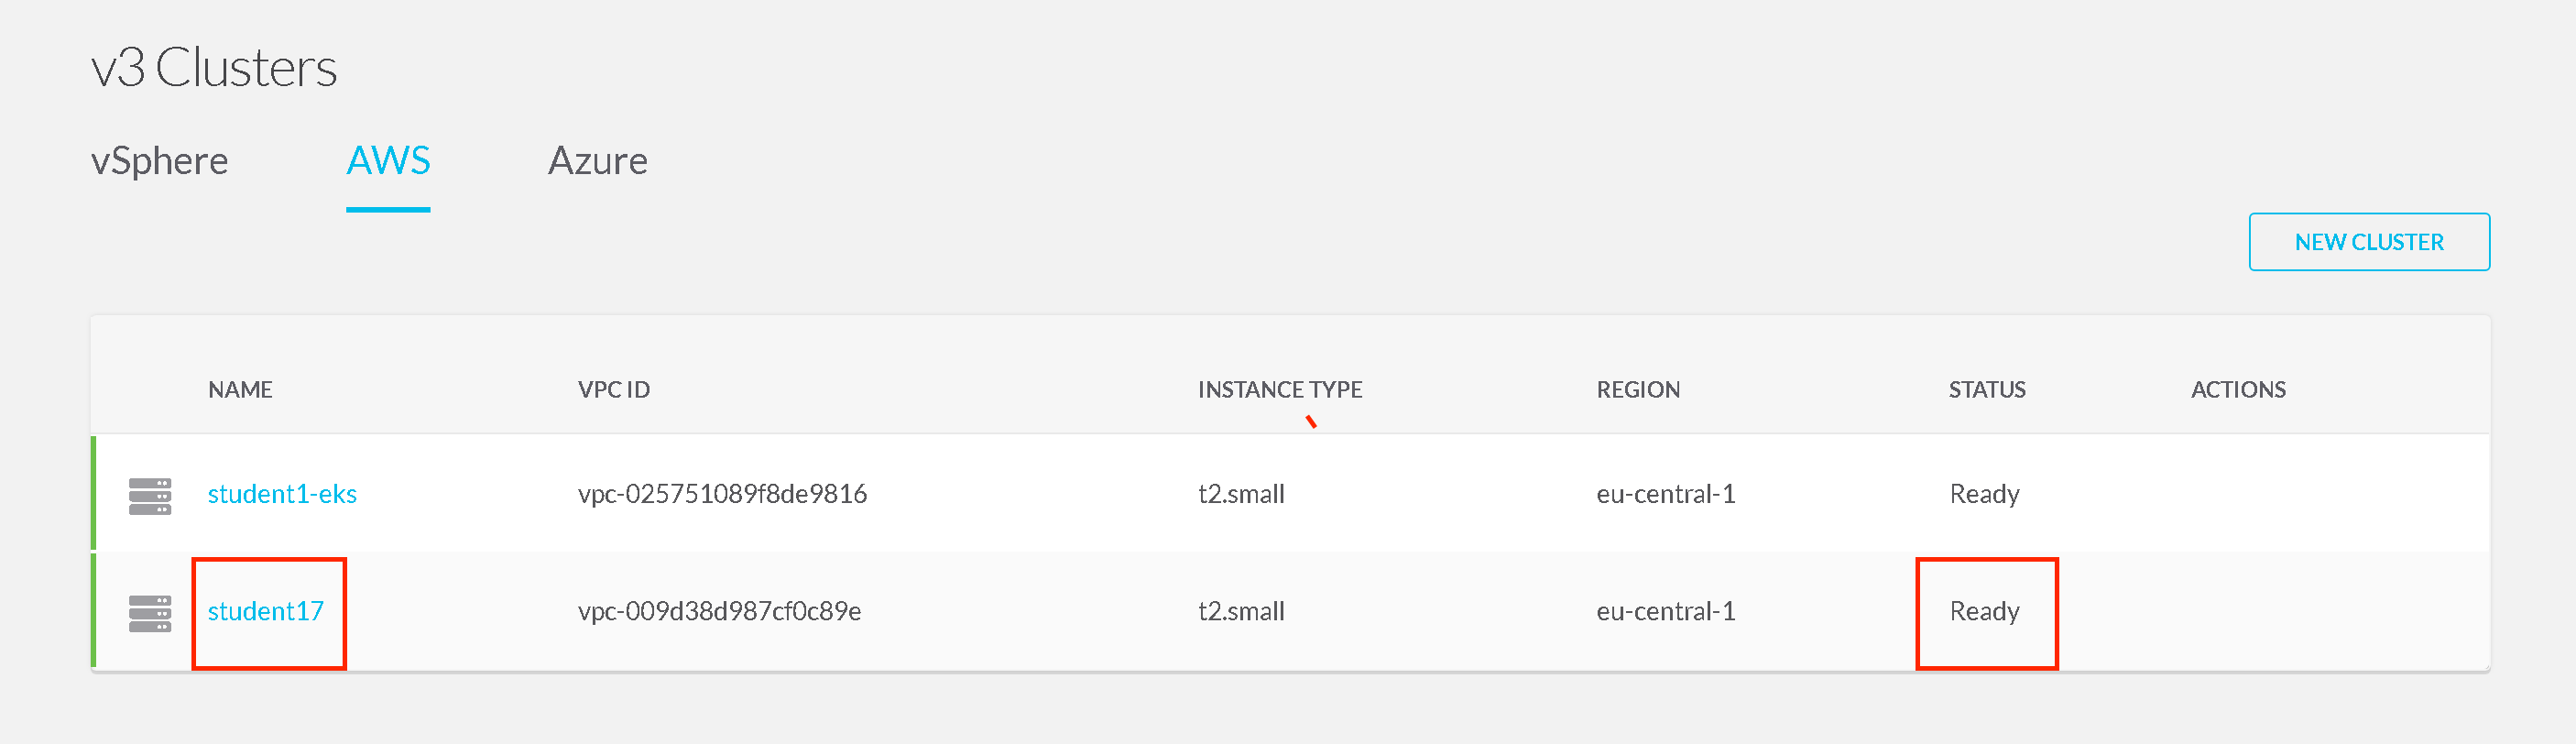 v3 Clusters
vSphere AWS Azure
NEW CLUSTER
NAME VPC ID INSTANCE TYPE REGION STATUS ACTIONS
student1-eks vpc-025751089f8de9816 t2.small eu-central-1 Ready
student17 vpc-009d38d987cf0c89e t2.small eu-central-1 Ready